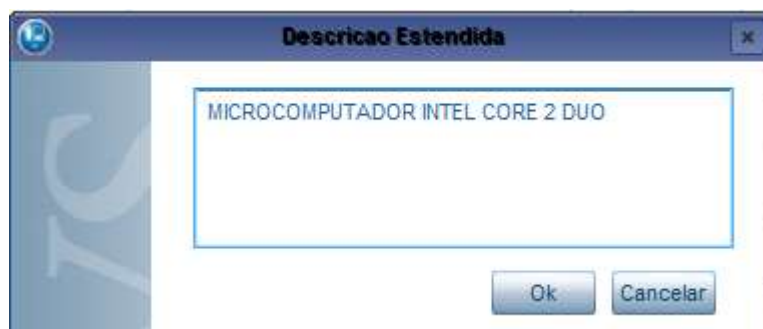 Descricao Estendida
MICROCOMPUTADOR INTEL CORE 2 DUO
Ok
Cancelar